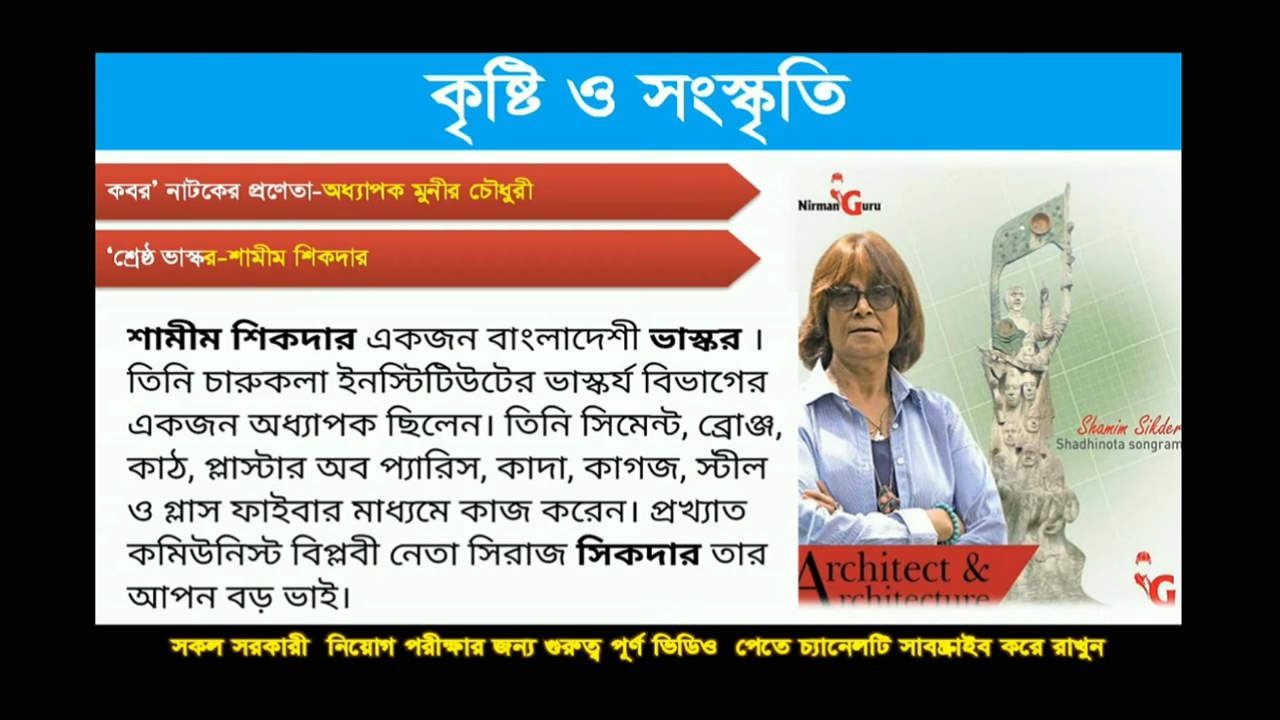 কৃষ্টি ও সংস্কৃতি
কবর’ নাটকের প্রণেতা-অধ্যাপক মুনীর চৌধুরী
‘শ্রেষ্ঠ ভাস্কর-শামীম শিকদার
শামীম শিকদার একজন বাংলাদেশী ভাস্কর ।
তিনি চারুকলা ইনস্টিটিউটের ভাস্কর্য বিভাগের
একজন অধ্যাপক ছিলেন। তিনি সিমেন্ট, ব্রোঞ্জ,
কাঠ, প্লাস্টার অব প্যারিস, কাদা, কাগজ, স্টীল
ও গ্লাস ফাইবার মাধ্যমে কাজ করেন। প্রখ্যাত
কমিউনিস্ট বিপ্লবী নেতা সিরাজ সিকদার তার
আপন বড় ভাই।
Nirman Guru
Shamim Sikder
Shadhinota songram
Architect &
Architecture
G
সকল সরকারী নিয়োগ পরীক্ষার জন্য গুরুত্ব পূর্ণ ভিডিও পেতে চ্যানেলটি সাবস্ক্রাইব করে রাখুন